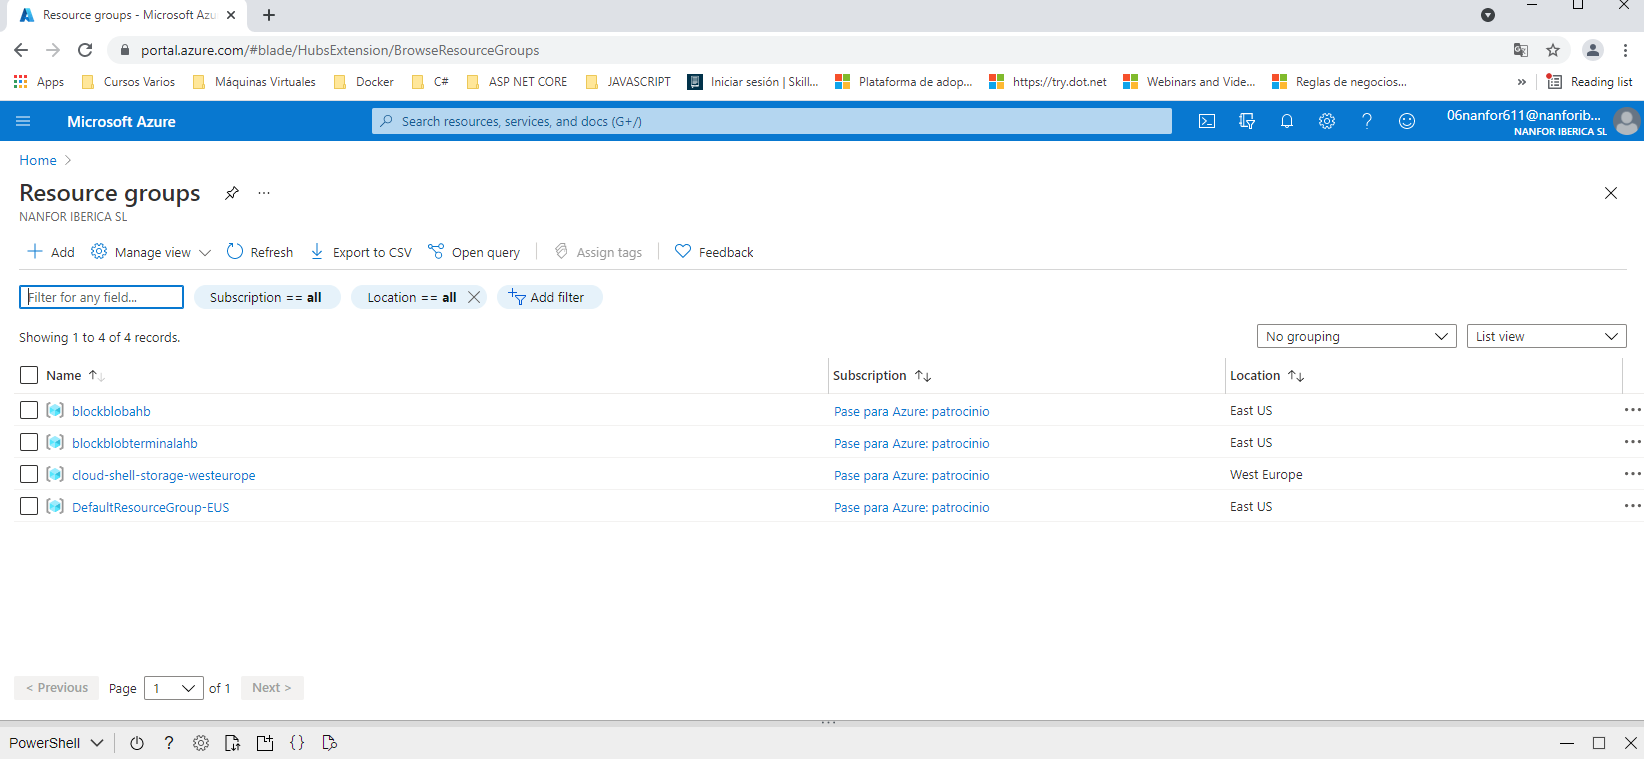 Resource groups - Microsoft Azu
portal.azure.com/#blade/HubsExtension/BrowseResourceGroups
Apps Cursos Varios Máquinas Virtuales Docker C# ASP NET CORE JAVASCRIPT Iniciar sesión | Skill... Plataforma de adop... https://try.dot.net Webinars and Vide... Reglas de negocios... » Reading list
Microsoft Azure Search resources, services, and docs (G+/) 06nanfor611@nanforib...
NANFOR IBERICA SL
Home >
Resource groups ...
NANFOR IBERICA SL
Add Manage view Refresh Export to CSV Open query Assign tags Feedback
Filter for any field... Subscription == all Location == all Add filter
Showing 1 to 4 of 4 records. No grouping List view
Name Subscription Location
blockblobahb Pase para Azure: patrocinio East US
blockblobterminalahb Pase para Azure: patrocinio East US
cloud-shell-storage-westeurope Pase para Azure: patrocinio West Europe
DefaultResourceGroup-EUS Pase para Azure: patrocinio East US
< Previous Page 1 of 1 Next >
PowerShell ? {}